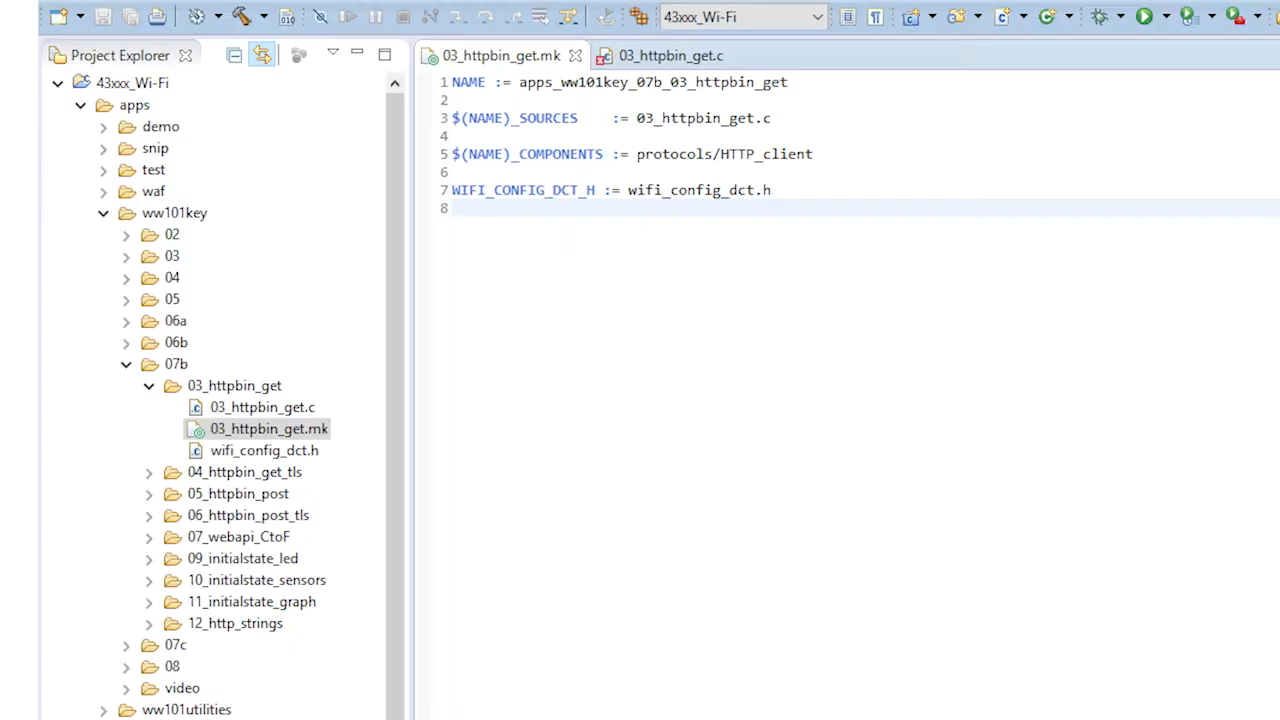 43xxx_Wi-Fi
Project Explorer
43xxx_Wi-Fi
apps
demo
snip
test
waf
ww101key
02
03
04
05
06a
06b
07b
03_httpbin_get
03_httpbin_get.c
03_httpbin_get.mk
wifi_config_dct.h
04_httpbin_get_tls
05_httpbin_post
06_httpbin_post_tls
07_webapi_CtoF
09_initialstate_led
10_initialstate_sensors
11_initialstate_graph
12_http_strings
07c
08
video
ww101utilities
03_httpbin_get.mk
03_httpbin_get.c
1 NAME := apps_ww101key_07b_03_httpbin_get
2
3 $(NAME)_SOURCES    := 03_httpbin_get.c
4
5 $(NAME)_COMPONENTS := protocols/HTTP_client
6
7 WIFI_CONFIG_DCT_H := wifi_config_dct.h
8